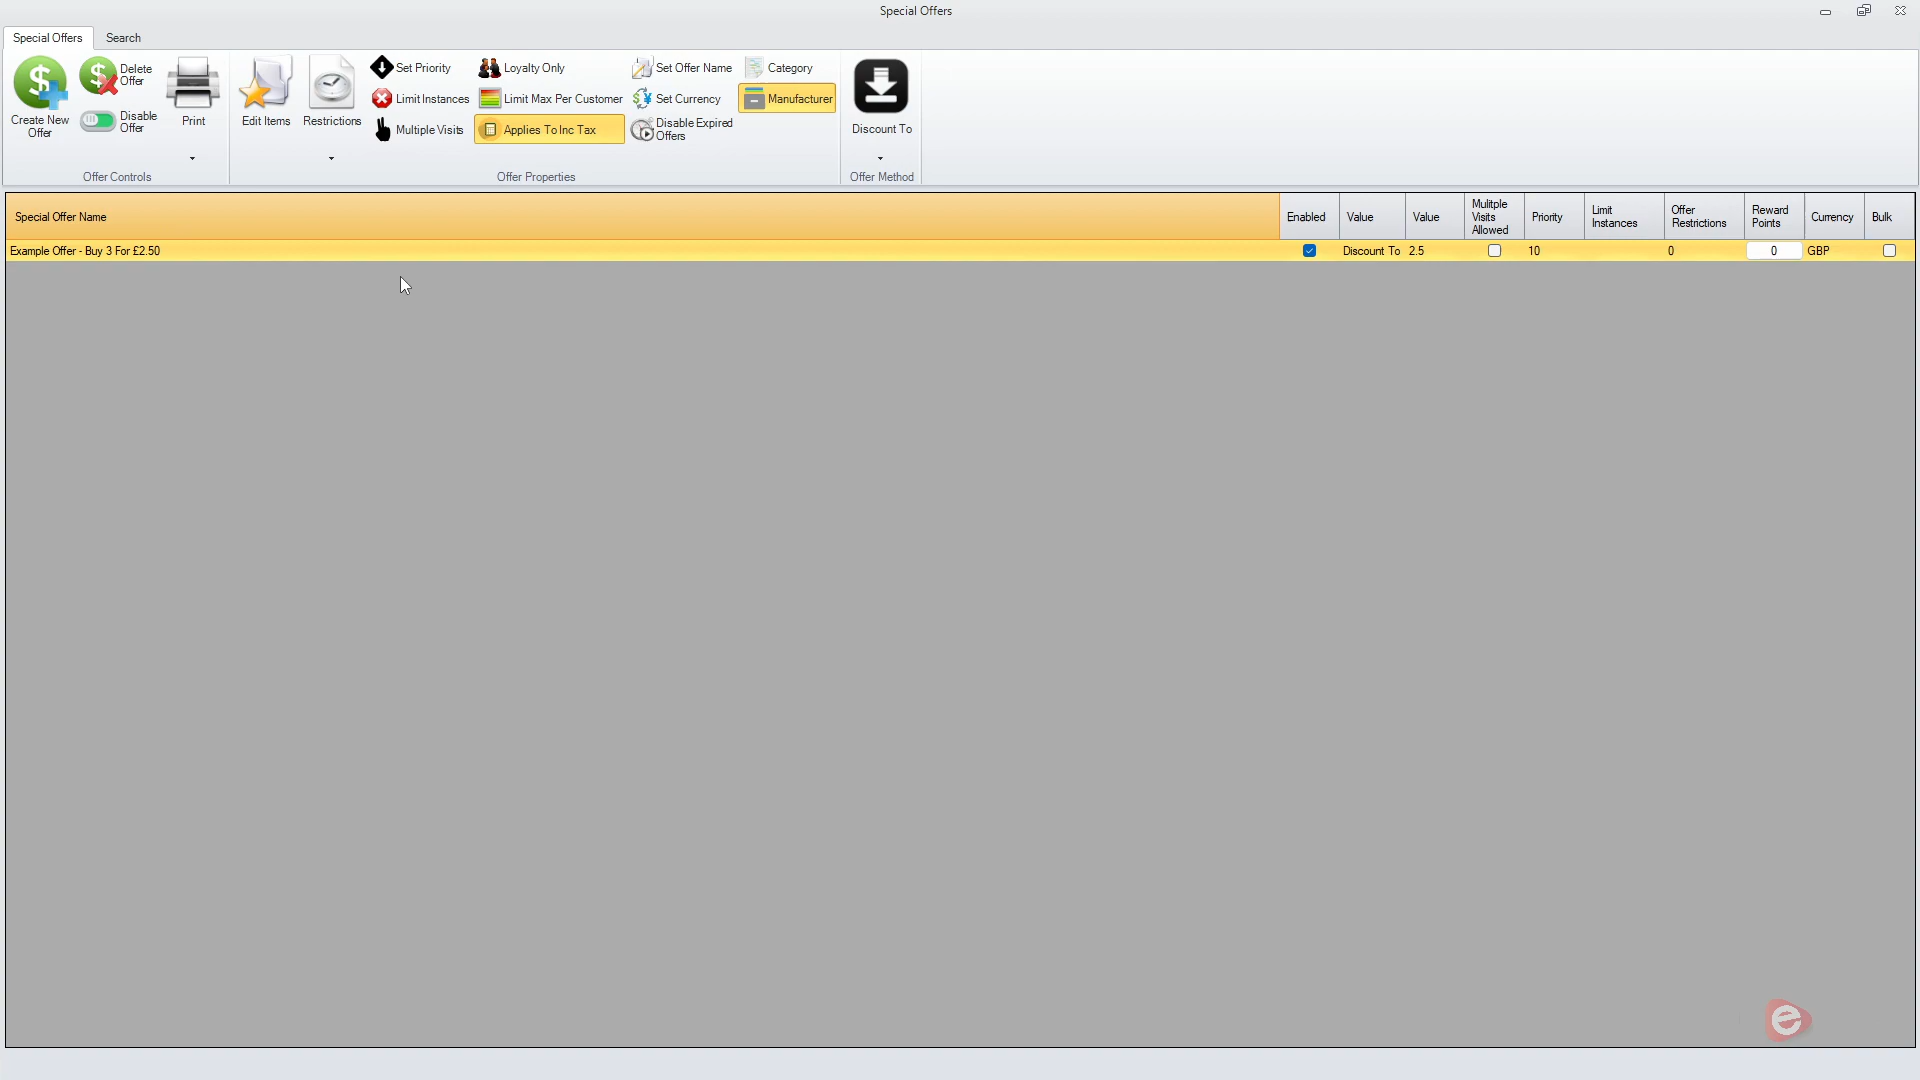 Special Offers
Special Offers
Search
Create New
Offer
Delete
Offer
Disable
Offer
Print
Offer Controls
Edit Items
Restrictions
Set Priority
Limit Instances
Multiple Visits
Loyalty Only
Limit Max Per Customer
Applies To Inc Tax
Set Offer Name
Set Currency
Disable Expired
Offers
Category
Manufacturer
Offer Properties
Discount To
Offer Method
Special Offer Name
Enabled
Value
Value
Mulitple
Visits
Allowed
Priority
Limit
Instances
Offer
Restrictions
Reward
Points
Currency
Bulk
Example Offer - Buy 3 For £2.50
Discount To
2.5
10
0
0
GBP
e